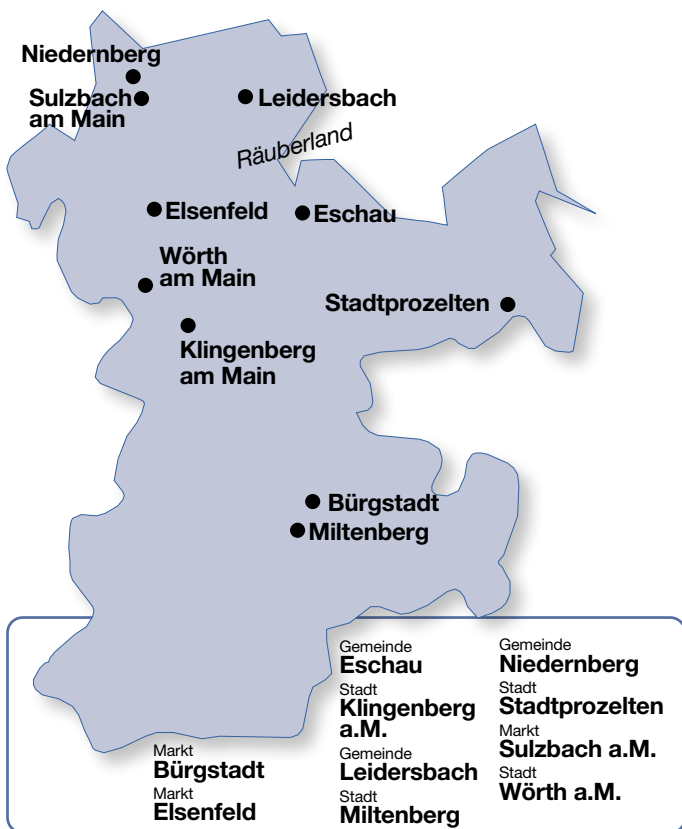 Niedernberg
Sulzbach
am Main
Leidersbach
Räuberland
Elsenfeld
Eschau
Wörth
am Main
Stadtprozelten
Klingenberg
am Main
Bürgstadt
Miltenberg
Markt
Bürgstadt
Markt
Elsenfeld
Gemeinde
Eschau
Stadt
Klingenberg
a.M.
Gemeinde
Leidersbach
Stadt
Miltenberg
Gemeinde
Niedernberg
Stadt
Stadtprozelten
Markt
Sulzbach a.M.
Stadt
Wörth a.M.